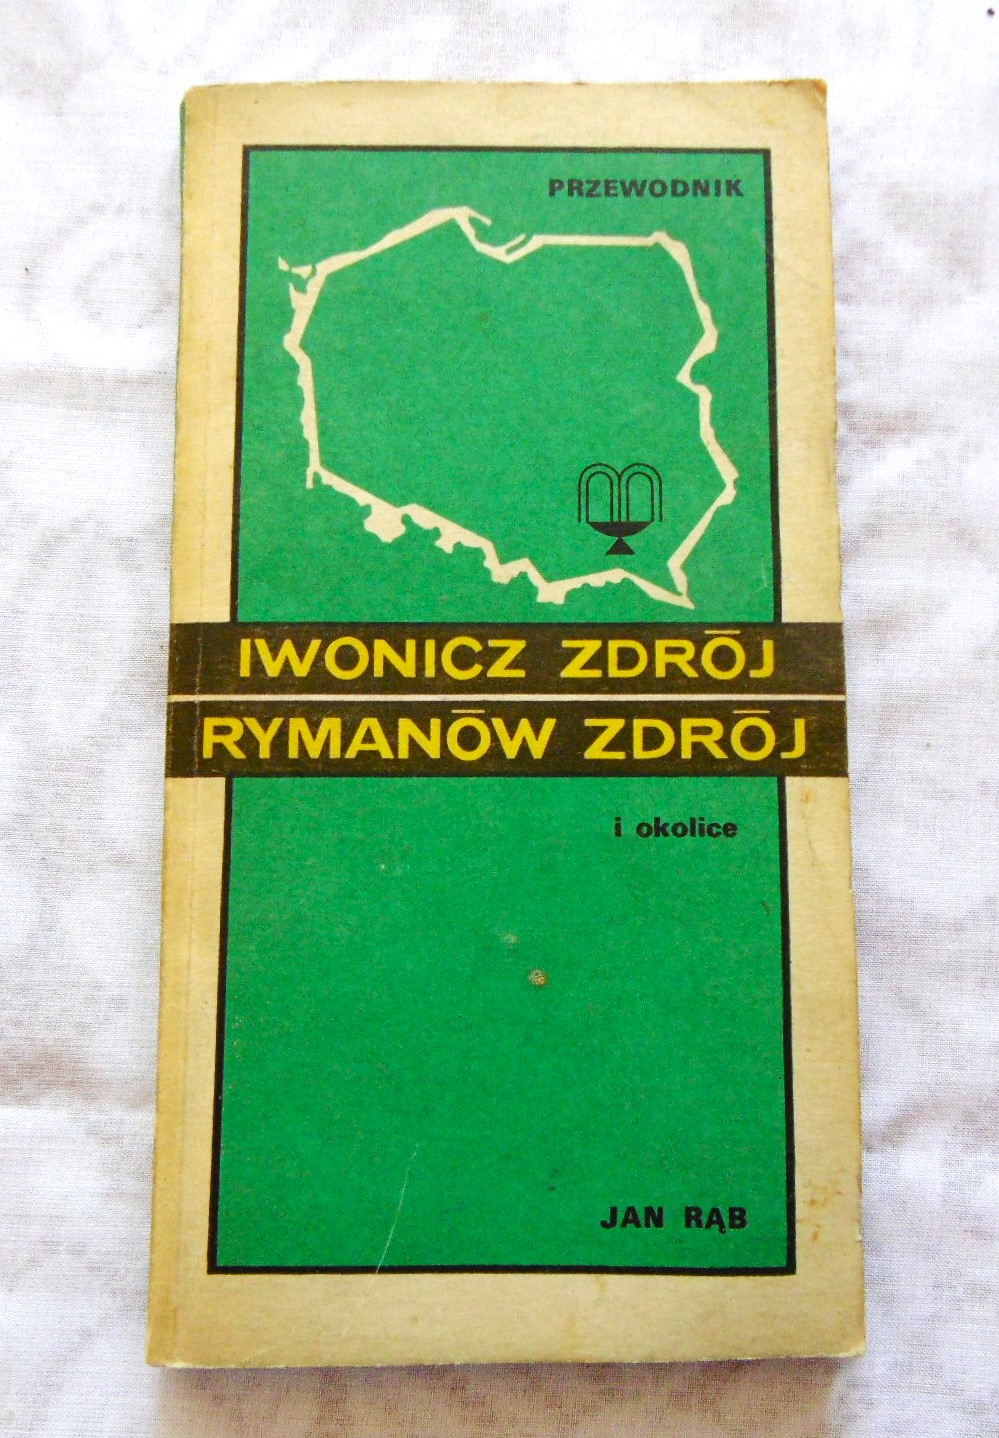 PRZEWODNIK
IWONICZ ZDRÓJ
RYMANÓW ZDRÓJ
i okolice
JAN RĄB